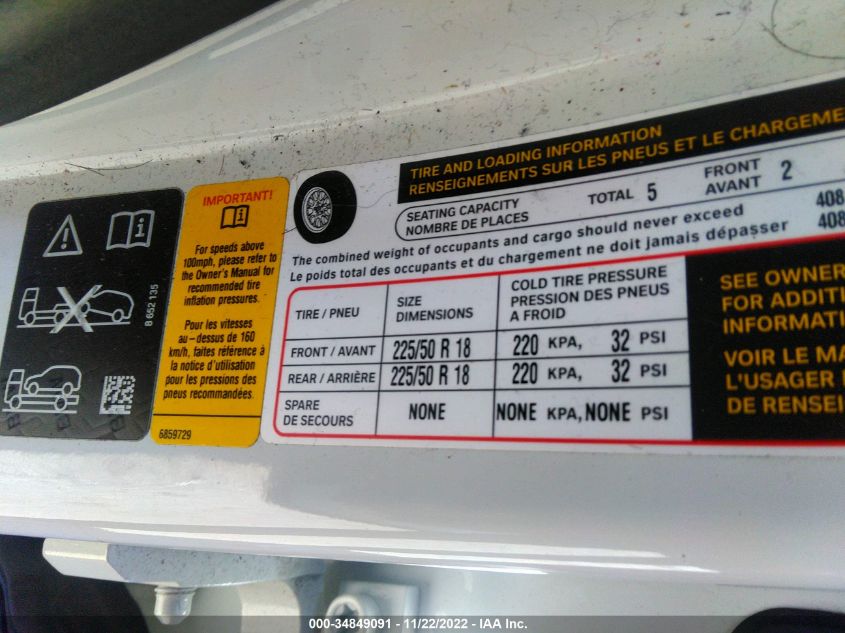 8 652 135
IMPORTANT!
For speeds above
100mph, please refer to
the Owner's Manual for
recommended tire
inflation pressures.
Pour les vitesses
au – dessus de 160
km/h, faites référence à
la notice d'utilisation
pour les pressions des
pneus recommandées.
6859729
TIRE AND LOADING INFORMATION
RENSEIGNEMENTS SUR LES PNEUS ET LE CHARGEME
SEATING CAPACITY
NOMBRE DE PLACES
TOTAL 5
FRONT
AVANT 2
The combined weight of occupants and cargo should never exceed 408
Le poids total des occupants et du chargement ne doit jamais dépasser 408
TIRE / PNEU
SIZE
DIMENSIONS
COLD TIRE PRESSURE
PRESSION DES PNEUS
A FROID
FRONT / AVANT 225/50 R 18 220 KPA, 32 PSI
REAR / ARRIÈRE 225/50 R 18 220 KPA, 32 PSI
SPARE
DE SECOURS
NONE NONE KPA, NONE PSI
SEE OWNER
FOR ADDITI
INFORMATI
VOIR LE MA
L'USAGER
DE RENSEI
000-34849091 - 11/22/2022 - IAA Inc.